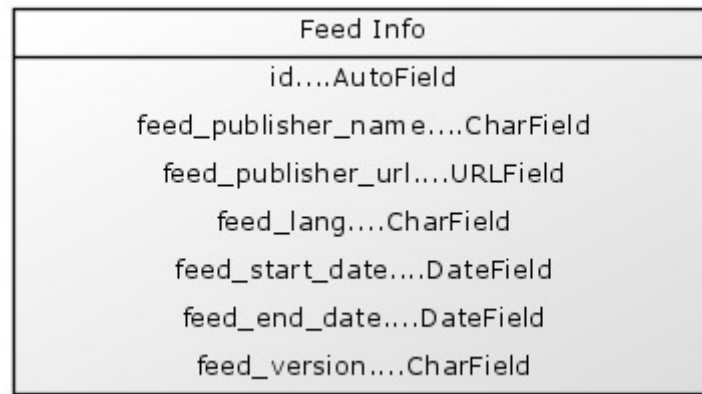 Feed Info
id....AutoField
feed_publisher_name....CharField
feed_publisher_url....URLField
feed_lang....CharField
feed_start_date....DateField
feed_end_date....DateField
feed_version....CharField